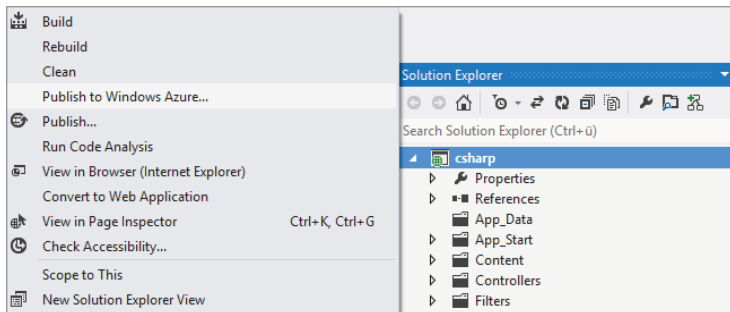 Build
Rebuild
Clean
Publish to Windows Azure...
Publish...
Run Code Analysis
View in Browser (Internet Explorer)
Convert to Web Application
View in Page Inspector Ctrl+K, Ctrl+G
Check Accessibility...
Scope to This
New Solution Explorer View
Solution Explorer
Search Solution Explorer (Ctrl+ü)
csharp
Properties
References
App_Data
App_Start
Content
Controllers
Filters